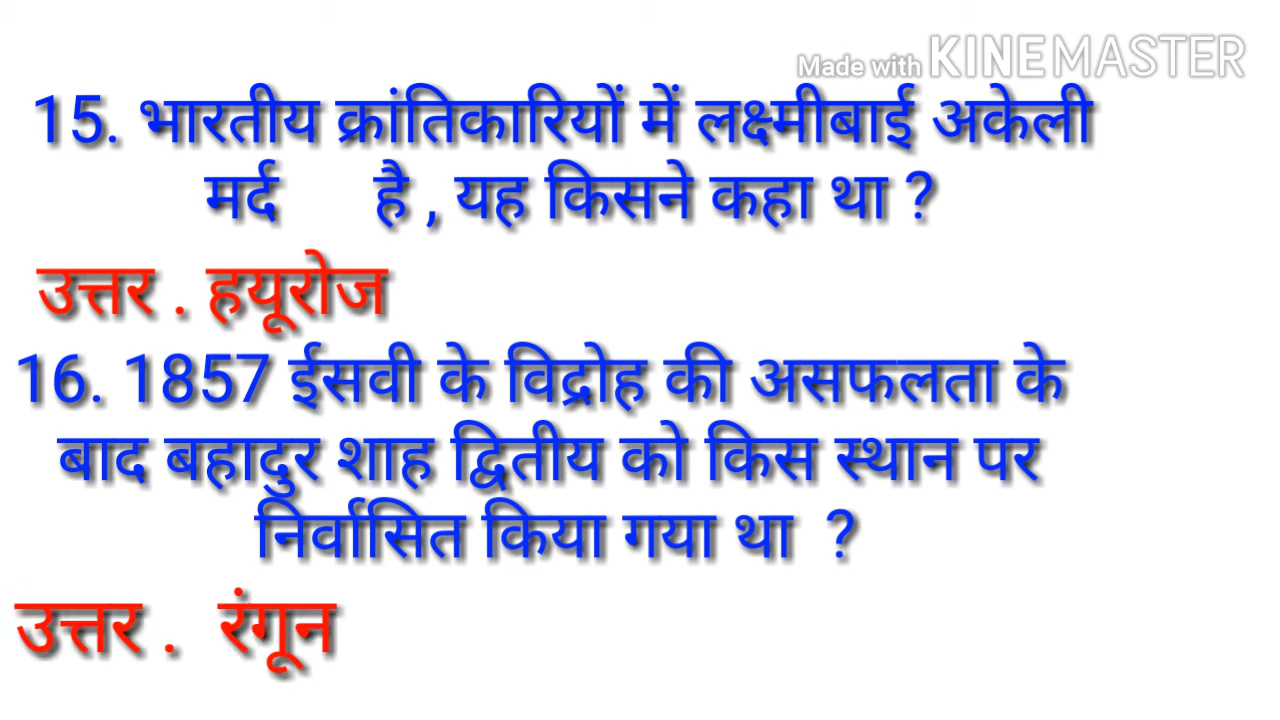 Made with KINEMASTER
15. भारतीय क्रांतिकारियों में लक्ष्मीबाई अकेली
मर्द है , यह किसने कहा था ?
उत्तर . हयूरोज
16. 1857 ईसवी के विद्रोह की असफलता के
बाद बहादुर शाह द्वितीय को किस स्थान पर
निर्वासित किया गया था ?
उत्तर . रंगून